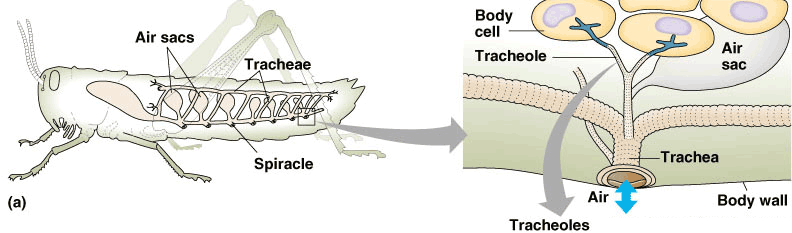 Air sacs
Tracheae
Spiracle
(a)
Body
cell
Tracheole
Air
sac
Trachea
Air
Body wall
Tracheoles